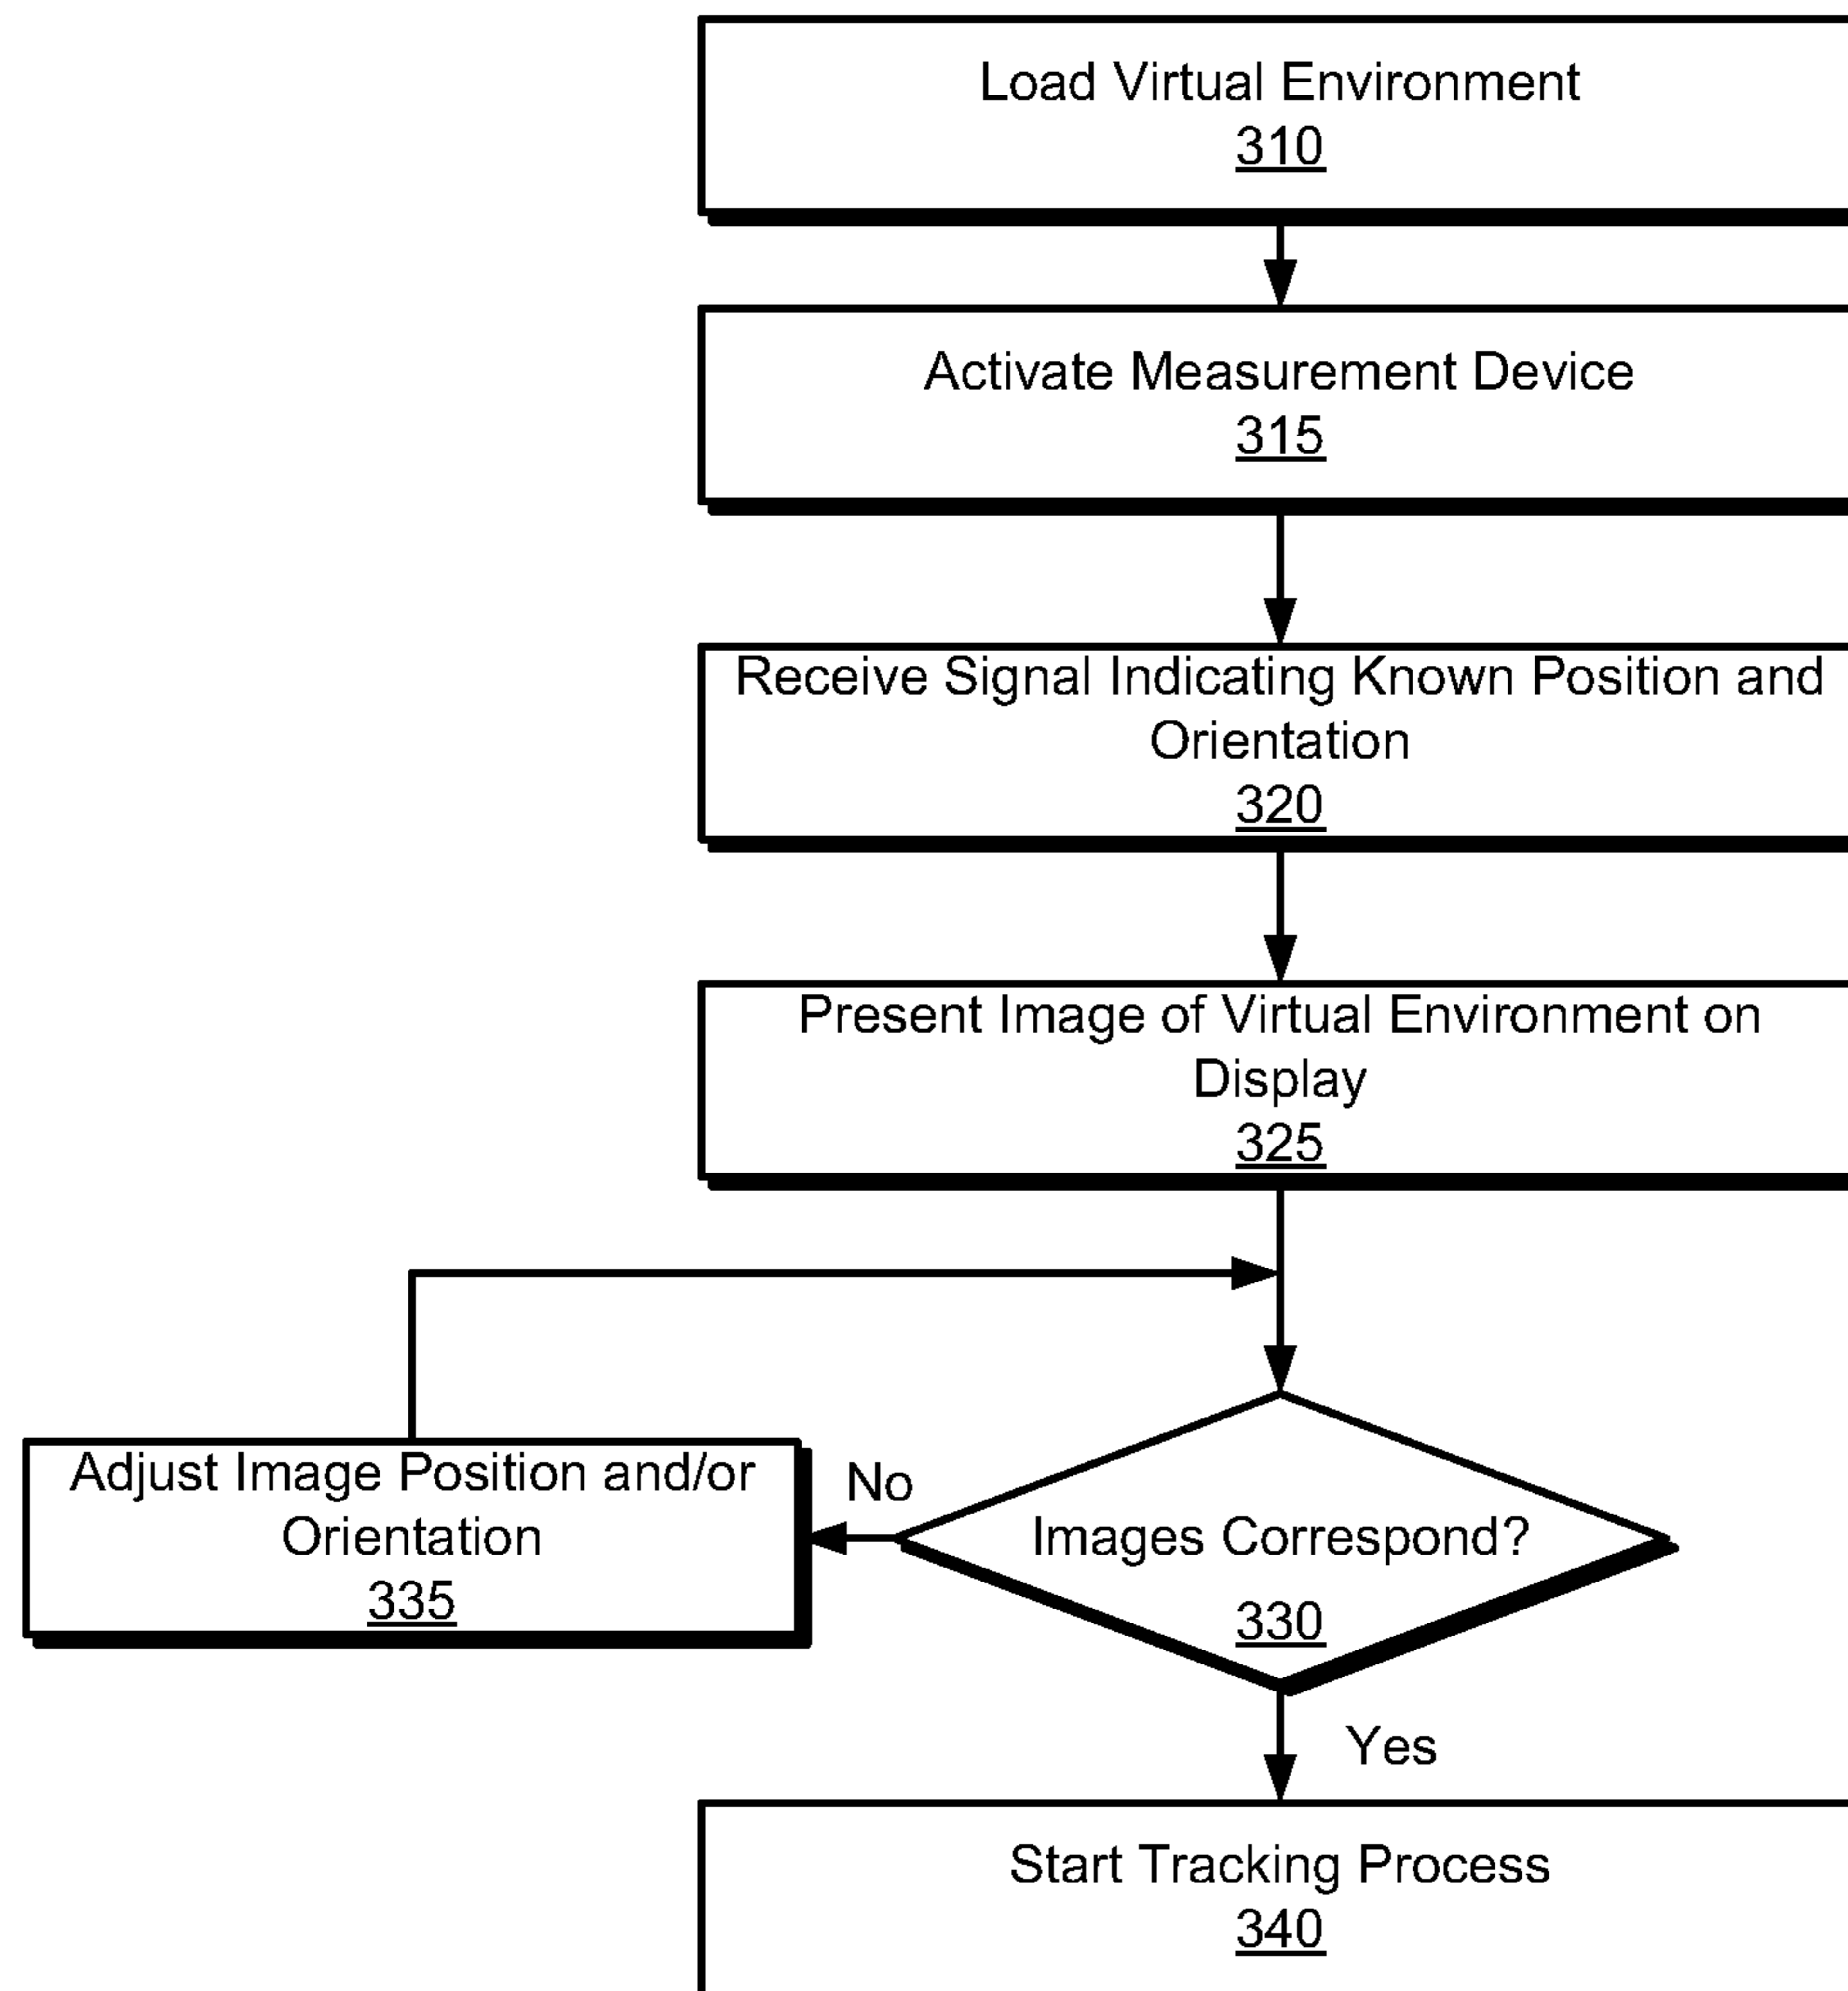 Load Virtual Environment
310
Activate Measurement Device
315
Receive Signal Indicating Known Position and
Orientation
320
Present Image of Virtual Environment on
Display
325
Images Correspond?
330
No
Adjust Image Position and/or
Orientation
335
Yes
Start Tracking Process
340